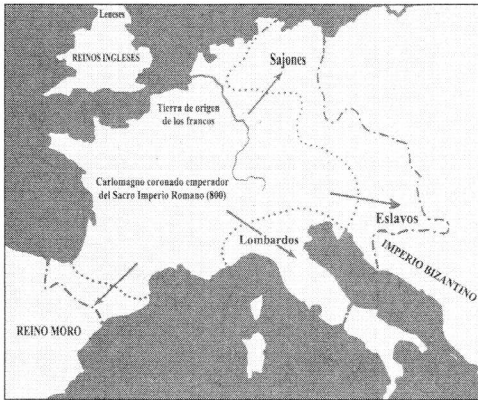 Leneses
REINOS INGLESES
Sajones
Tierra de origen
de los francos
Carlomagno coronado emperador
del Sacro Imperio Romano (800)
Eslavos
Lombardos
IMPERIO BIZANTINO
REINO MORO